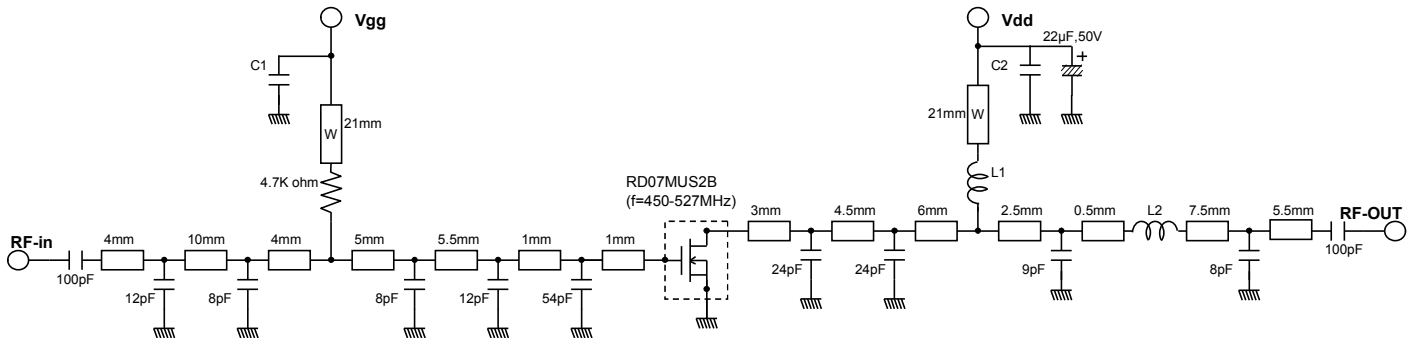 Vgg
Vdd
C1
22µF,50V
C2
W
21mm
21mm
W
4.7K ohm
RD07MUS2B
(f=450-527MHz)
L1
RF-in
4mm
10mm
4mm
5mm
5.5mm
1mm
1mm
3mm
4.5mm
6mm
2.5mm
0.5mm
L2
7.5mm
5.5mm
RF-OUT
100pF
12pF
8pF
8pF
12pF
54pF
24pF
24pF
9pF
8pF
100pF